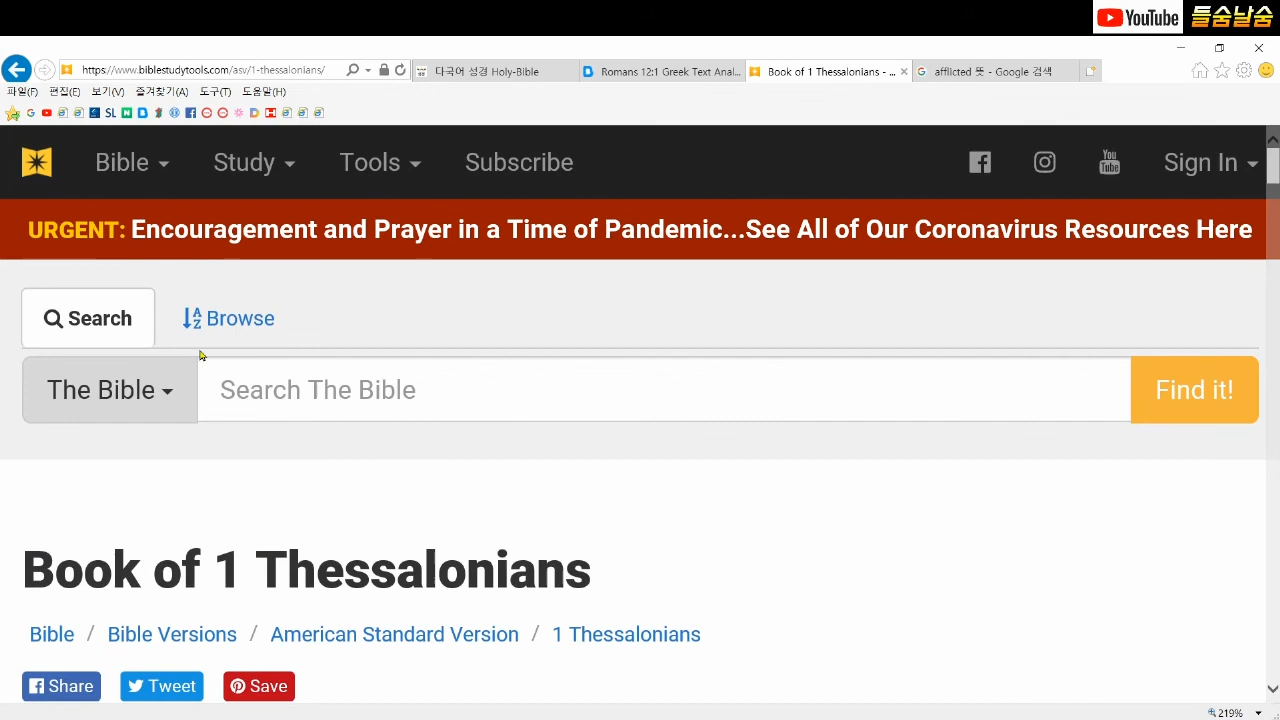 YouTube 들숨날숨
https://www.biblestudytools.com/asv/1-thessalonians/ 다국어 성경 Holy-Bible Romans 12:1 Greek Text Anal... Book of 1 Thessalonians - ... afflicted 뜻 - Google 검색
파일(F) 편집(E) 보기(V) 즐겨찾기(A) 도구(T) 도움말(H)
Bible Study Tools Subscribe You Tube Sign In
URGENT: Encouragement and Prayer in a Time of Pandemic...See All of Our Coronavirus Resources Here
Search Browse
The Bible Search The Bible Find it!
Book of 1 Thessalonians
Bible / Bible Versions / American Standard Version / 1 Thessalonians
Share Tweet Save
219%